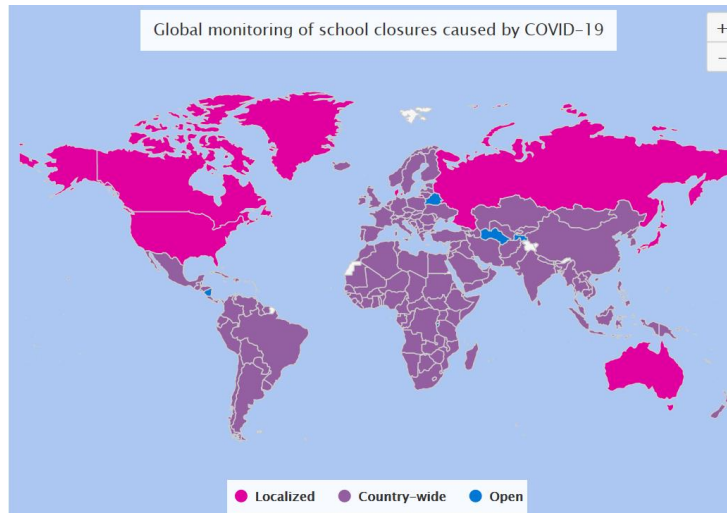 Global monitoring of school closures caused by COVID-19
+
−
Localized Country-wide Open